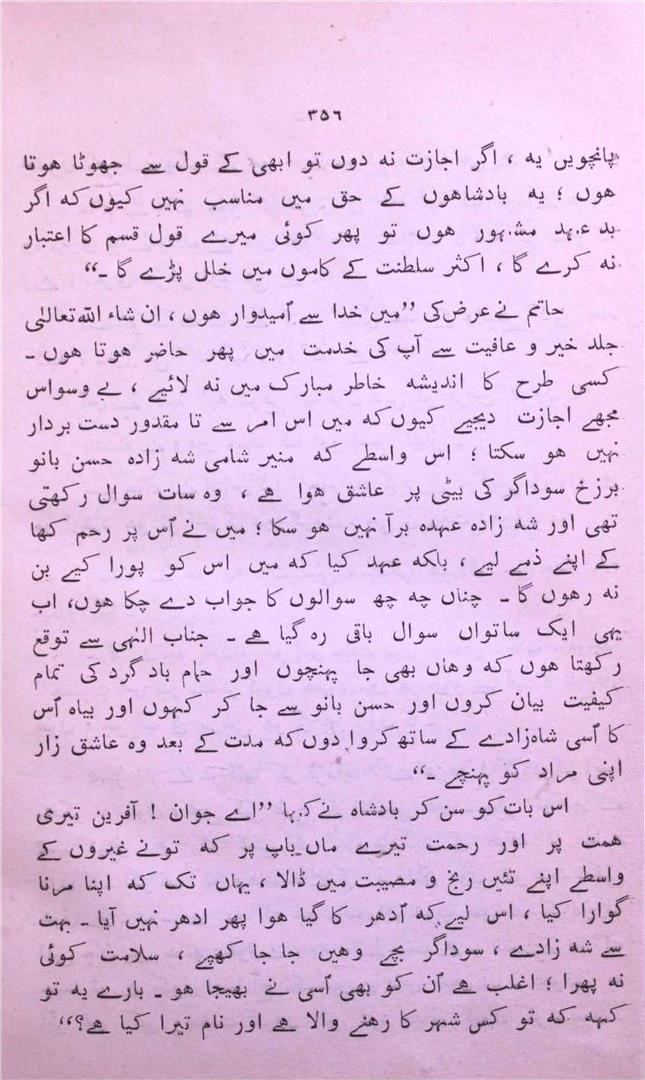 ۳۵٦
پانچویں یہ ، اگر اجازت نہ دوں تو ابھی کے قول سے جھوٹا ہوتا
ہوں ؛ یہ بادشاہوں کے حق میں مناسب نہیں کیوں کہ اگر
بد عہد مشہور ہوں تو پھر کوئی میرے قول قسم کا اعتبار
نہ کرے گا ، اکثر سلطنت کے کاموں میں خلل پڑے گا ۔“
حاتم نے عرض کی ”میں خدا سے اُمیدوار ہوں ، ان شاء اللہ تعالیٰ
جلد خیر و عافیت سے آپ کی خدمت میں پھر حاضر ہوتا ہوں ۔
کسی طرح کا اندیشہ خاطر مبارک میں نہ لائیے ، بے وسواس
مجھے اجازت دیجیے کیوں کہ میں اس امر سے تا مقدور دست بردار
نہیں ہو سکتا ؛ اس واسطے کہ منیر شامی شہ زادہ حسن بانو
برزخ سوداگر کی بیٹی پر عاشق ہوا ہے ، وہ سات سوال رکھتی
تھی اور شہ زادہ عہدہ برآ نہیں ہو سکا ؛ میں نے اُس پر رحم کھا
کے اپنے ذمے لیے ، بلکہ عہد کیا کہ میں اس کو پورا کیے بن
نہ رہوں گا ۔ چناں چہ چھ سوالوں کا جواب دے چکا ہوں، اب
یہی ایک ساتواں سوال باقی رہ گیا ہے ۔ جناب الٰہی سے توقع
رکھتا ہوں کہ وہاں بھی جا پہنچوں اور حمام باد گرد کی تمام
کیفیت بیان کروں اور حسن بانو سے جا کر کہوں اور بیاہ اُس
کا اُسی شاہ زادے کے ساتھ کروا دوں کہ مدت کے بعد وہ عاشق زار
اپنی مراد کو پہنچے ۔“
اس بات کو سن کر بادشاہ نے کہا ”اے جوان ! آفرین تیری
ہمت پر اور رحمت تیرے ماں باپ پر کہ تو نے غیروں کے
واسطے اپنے تئیں رنج و مصیبت میں ڈالا ، یہاں تک کہ اپنا مرنا
گوارا کیا ، اس لیے کہ اُدھر کا گیا ہوا پھر ادھر نہیں آیا ۔ بہت
سے شہ زادے ، سوداگر بچے وہیں جا جا کھپے ، سلامت کوئی
نہ پھرا ؛ اغلب ہے اُن کو بھی اُسی نے بھیجا ہو ۔ بارے یہ تو
کہہ کہ تو کس شہر کا رہنے والا ہے اور نام تیرا کیا ہے؟“